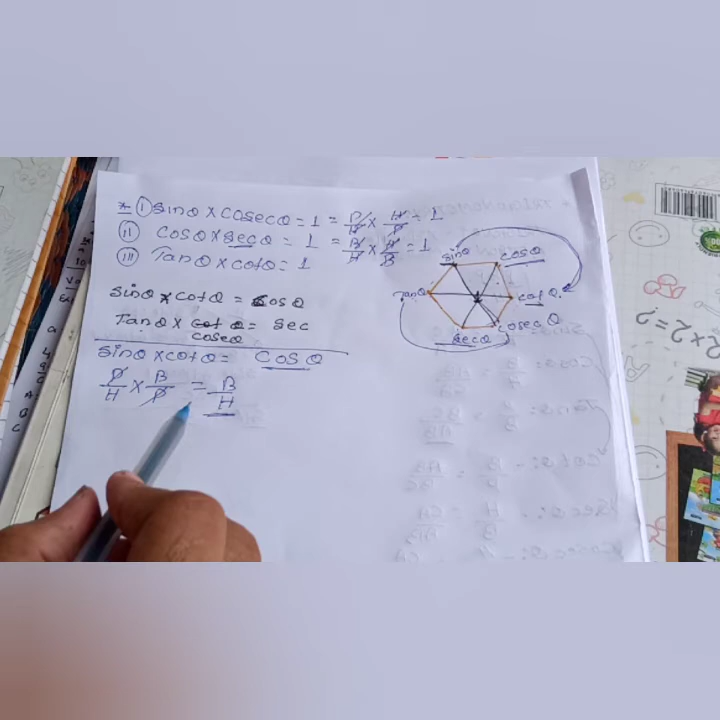 * i) sinθ × cosecθ = 1 = P/H × H/P = 1
ii) cosθ × secθ = 1 = B/H × H/B = 1
iii) Tanθ × cotθ = 1
sinθ × cotθ = cosθ
Tanθ × cosecθ = sec
sinθ × cotθ = cosθ
P/H × B/P = B/H
sinθ
cosθ
Tanθ
cotθ
cosecθ
secθ